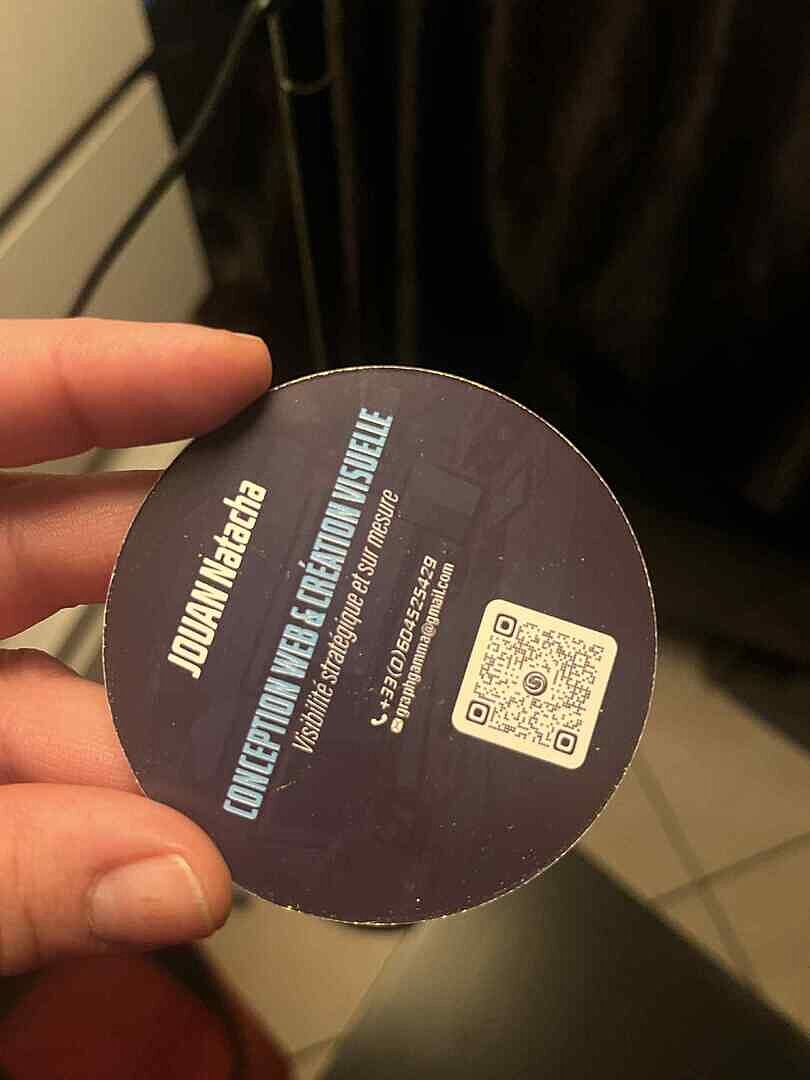 JOUAN Natacha
CONCEPTION WEB & CRÉATION VISUELLE
Visibilité stratégique et sur mesure
+33(0)604525429
graphgamma@gmail.com